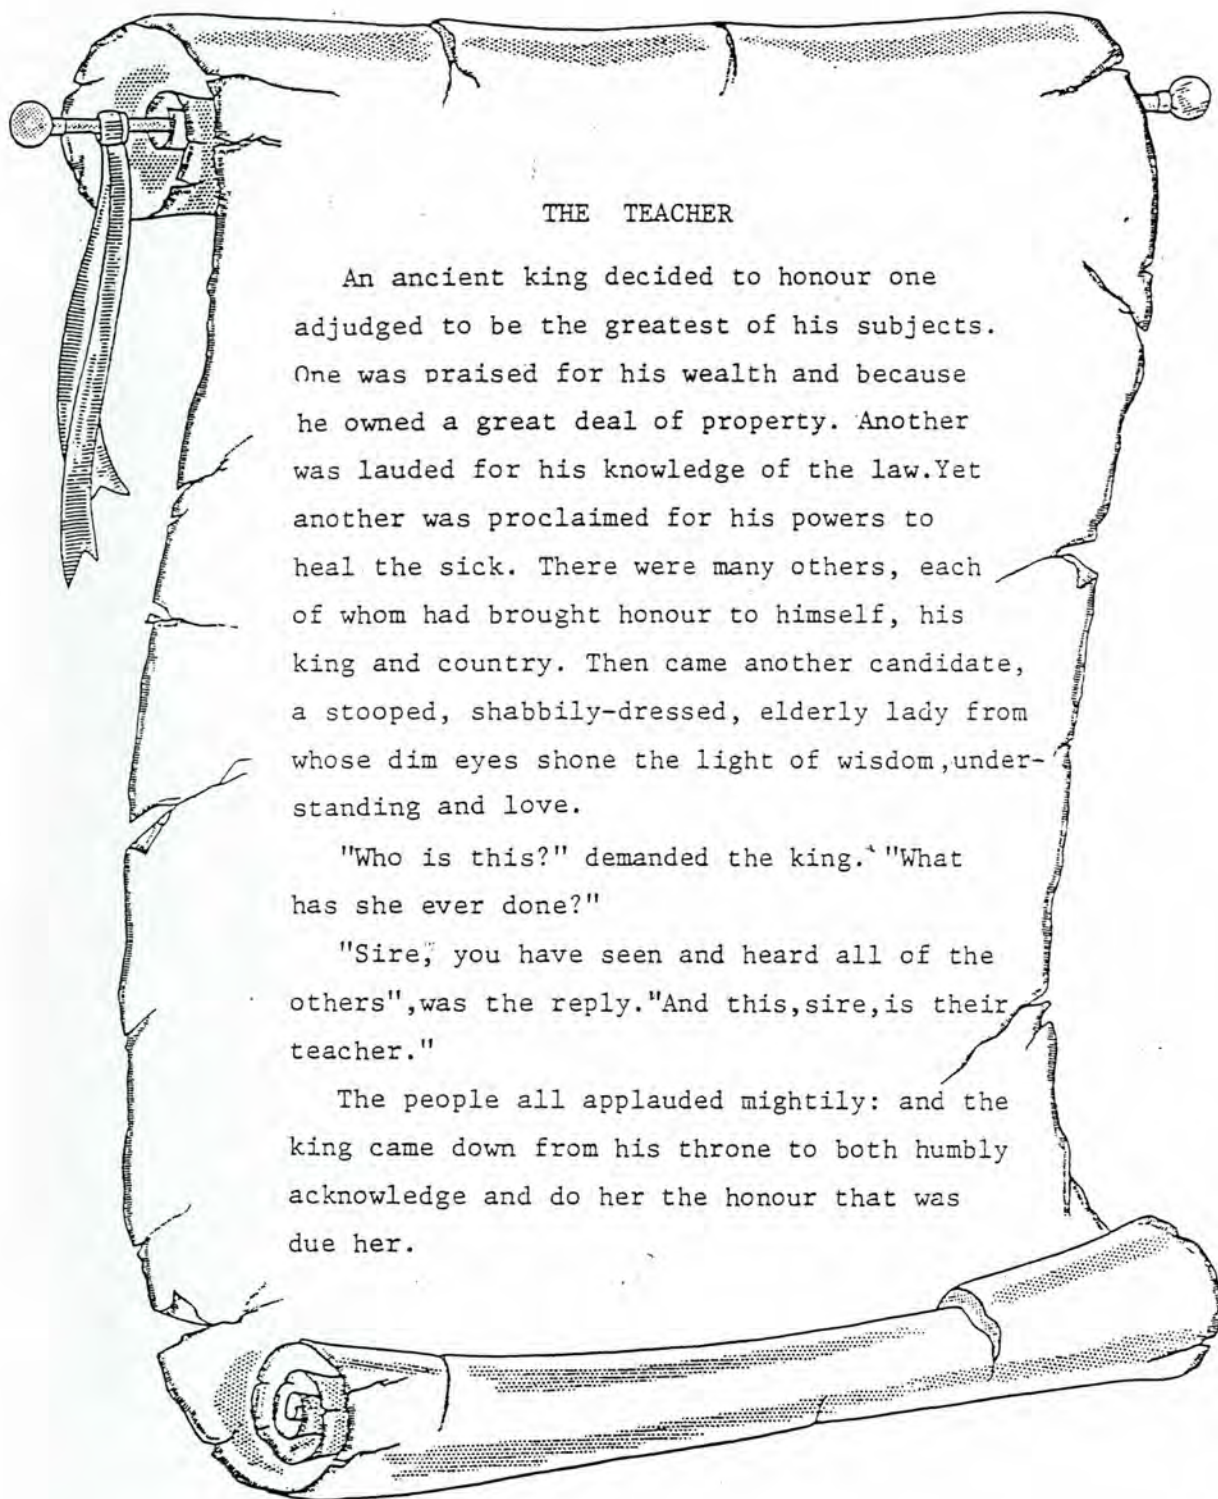 THE TEACHER
An ancient king decided to honour one
adjudged to be the greatest of his subjects.
One was praised for his wealth and because
he owned a great deal of property. Another
was lauded for his knowledge of the law.Yet
another was proclaimed for his powers to
heal the sick. There were many others, each
of whom had brought honour to himself, his
king and country. Then came another candidate,
a stooped, shabbily-dressed, elderly lady from
whose dim eyes shone the light of wisdom,under-
standing and love.
"Who is this?" demanded the king. "What
has she ever done?"
"Sire, you have seen and heard all of the
others",was the reply."And this,sire,is their
teacher."
The people all applauded mightily: and the
king came down from his throne to both humbly
acknowledge and do her the honour that was
due her.